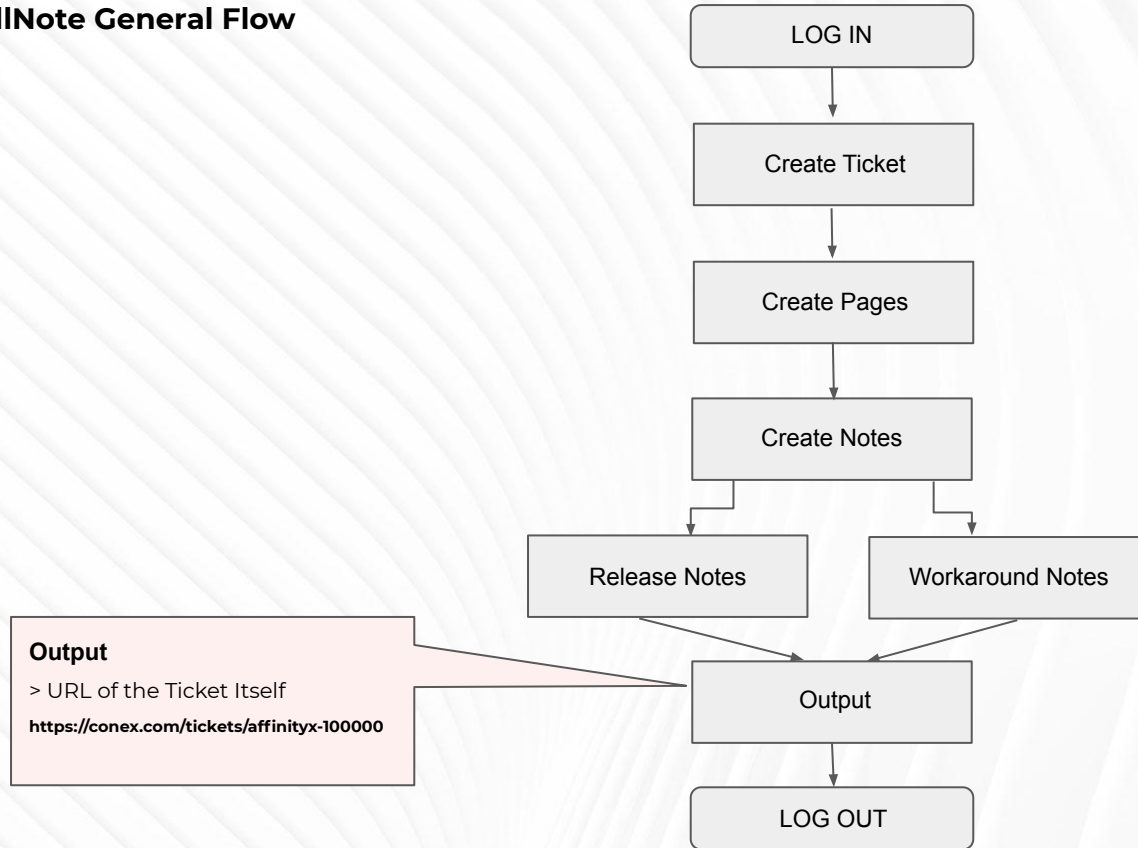 llNote General Flow
LOG IN
Create Ticket
Create Pages
Create Notes
Release Notes
Workaround Notes
Output
> URL of the Ticket Itself
https://conex.com/tickets/affinityx-100000
Output
LOG OUT